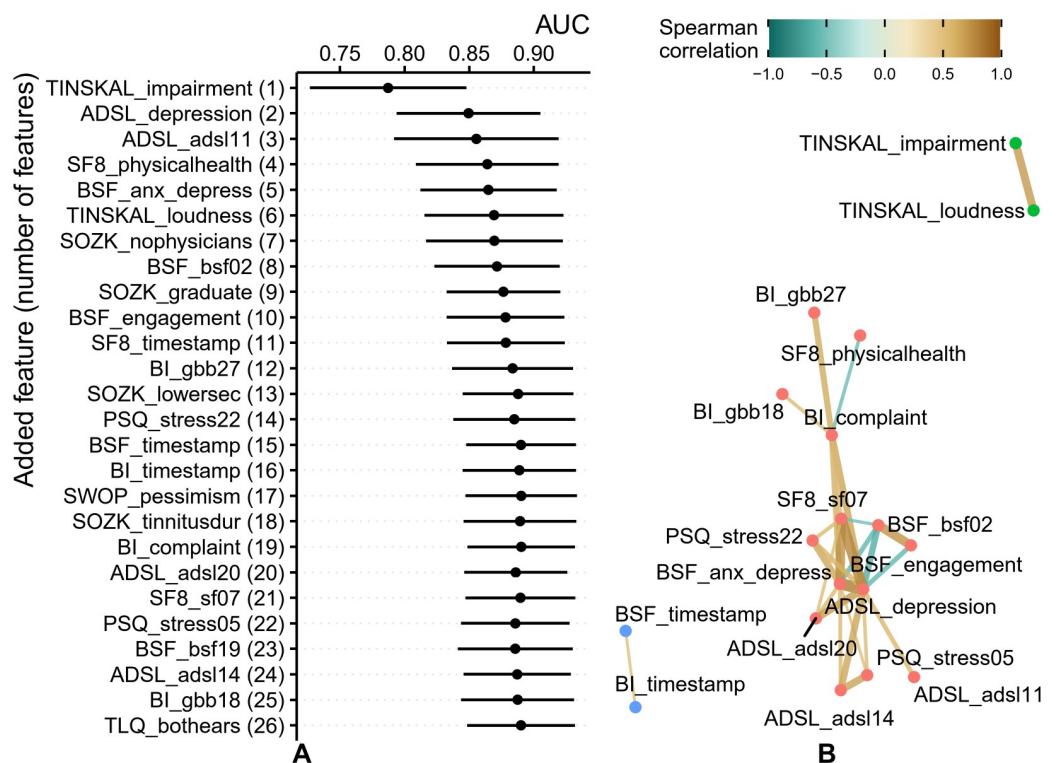 AUC
0.75 0.80 0.85 0.90
Added feature (number of features)
TINSKAL_impairment (1)
ADSL_depression (2)
ADSL_adsl11 (3)
SF8_physicalhealth (4)
BSF_anx_depress (5)
TINSKAL_loudness (6)
SOZK_nophysicians (7)
BSF_bsf02 (8)
SOZK_graduate (9)
BSF_engagement (10)
SF8_timestamp (11)
BI_gbb27 (12)
SOZK_lowersec (13)
PSQ_stress22 (14)
BSF_timestamp (15)
BI_timestamp (16)
SWOP_pessimism (17)
SOZK_tinnitusdur (18)
BI_complaint (19)
ADSL_adsl20 (20)
SF8_sf07 (21)
PSQ_stress05 (22)
BSF_bsf19 (23)
ADSL_adsl14 (24)
BI_gbb18 (25)
TLQ_bothears (26)
A
Spearman
correlation
−1.0 −0.5 0.0 0.5 1.0
TINSKAL_impairment
TINSKAL_loudness
BI_gbb27
SF8_physicalhealth
BI_gbb18
BI_complaint
SF8_sf07
BSF_bsf02
PSQ_stress22
BSF_engagement
BSF_anx_depress
ADSL_depression
BSF_timestamp
ADSL_adsl20
PSQ_stress05
BI_timestamp
ADSL_adsl11
ADSL_adsl14
B